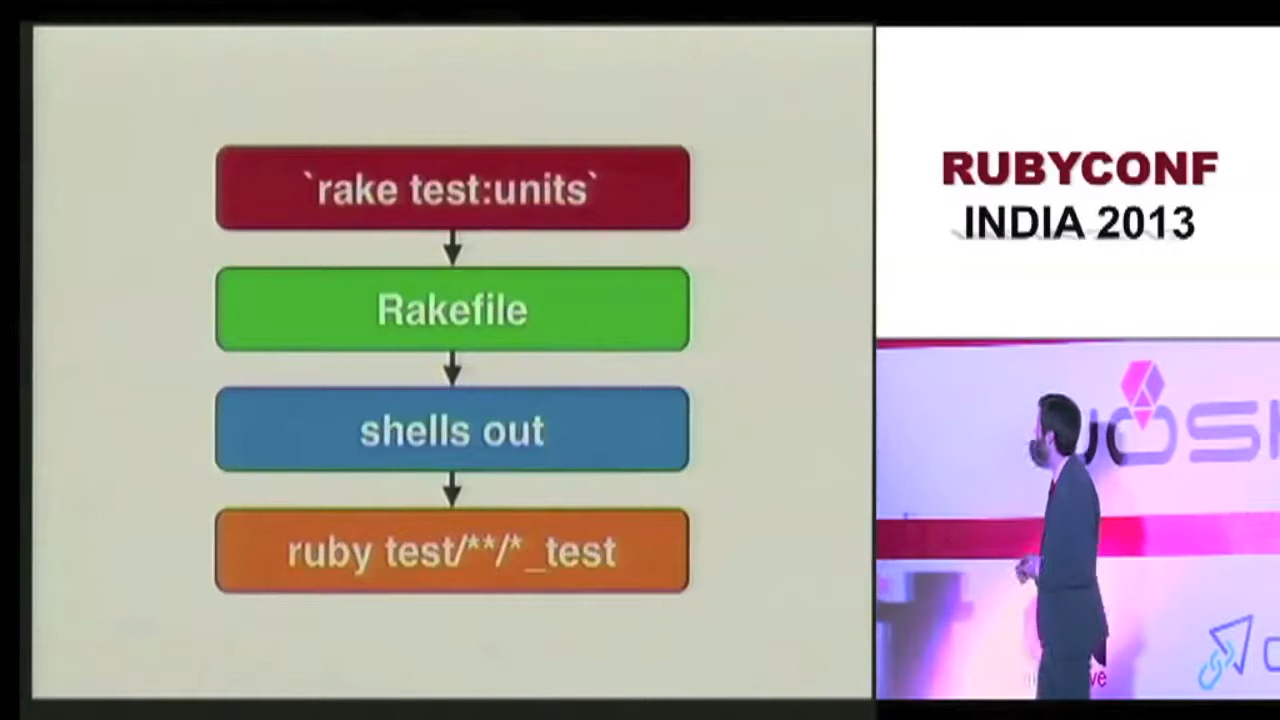 `rake test:units`
Rakefile
shells out
ruby test/**/*_test
RUBYCONF
INDIA 2013